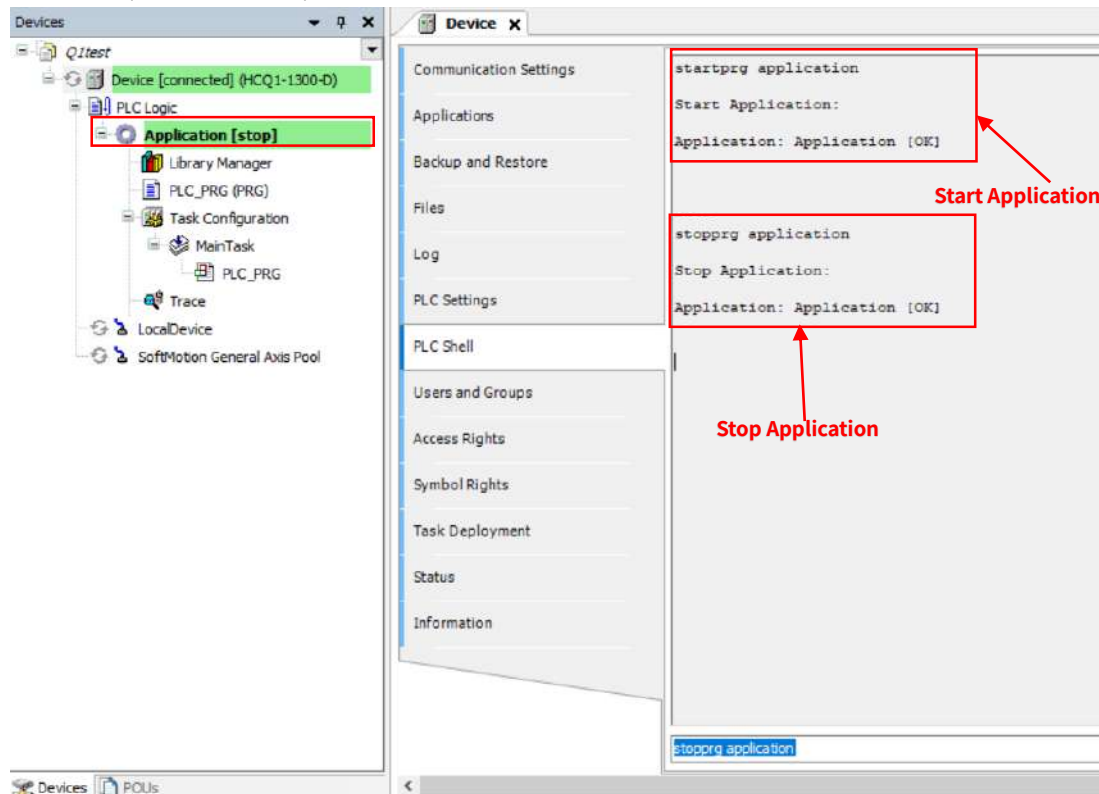 Devices
Q1test
Device [connected] (HCQ1-1300-D)
PLC Logic
Application [stop]
Library Manager
PLC_PRG (PRG)
Task Configuration
MainTask
PLC_PRG
Trace
LocalDevice
SoftMotion General Axis Pool
Devices POUs
Device
Communication Settings
Applications
Backup and Restore
Files
Log
PLC Settings
PLC Shell
Users and Groups
Access Rights
Symbol Rights
Task Deployment
Status
Information
startprg application
Start Application:
Application: Application [OK]
Start Application
stopprg application
Stop Application:
Application: Application [OK]
Stop Application
stopprg application